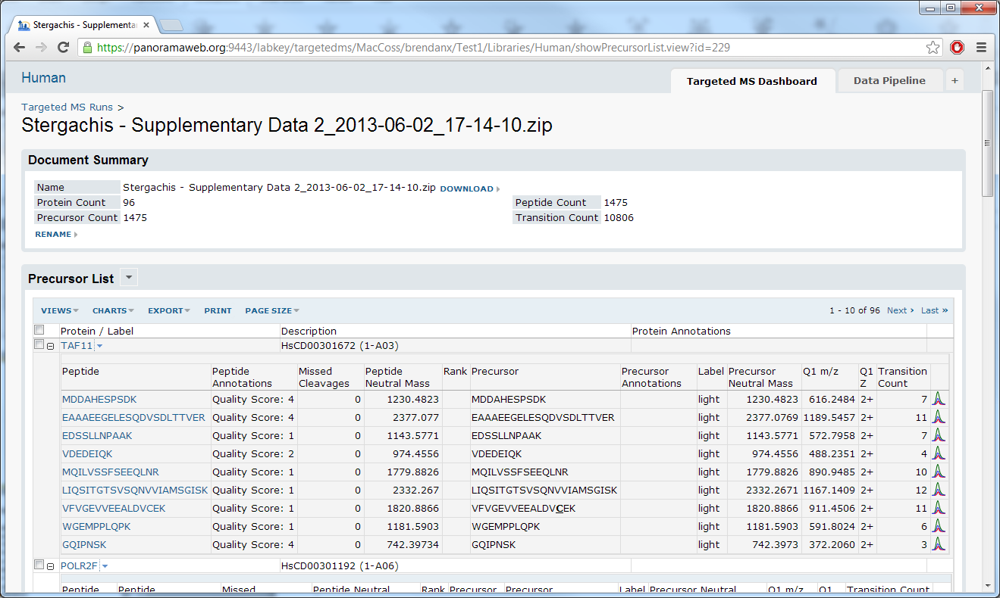 Stergachis - Supplementa
https://panoramaweb.org:9443/labkey/targetedms/MacCoss/brendanx/Test1/Libraries/Human/showPrecursorList.view?id=229
Human
Targeted MS Dashboard Data Pipeline +
Targeted MS Runs >
Stergachis - Supplementary Data 2_2013-06-02_17-14-10.zip
Document Summary
Name Stergachis - Supplementary Data 2_2013-06-02_17-14-10.zip DOWNLOAD
Protein Count 96 Peptide Count 1475
Precursor Count 1475 Transition Count 10806
RENAME
Precursor List
VIEWS CHARTS EXPORT PRINT PAGE SIZE 1 - 10 of 96 Next › Last »
Protein / Label Description Protein Annotations
TAF11 HsCD00301672 (1-A03)
Peptide Peptide Missed Peptide Rank Precursor Precursor Label Precursor Q1 m/z Q1 Transition
Annotations Cleavages Neutral Mass Annotations Neutral Mass Z Count
MDDAHESPSDK Quality Score: 4 0 1230.4823 MDDAHESPSDK light 1230.4823 616.2484 2+ 7
EAAAEEGELESQDVSDLTTVER Quality Score: 4 0 2377.077 EAAAEEGELESQDVSDLTTVER light 2377.0769 1189.5457 2+ 11
EDSSLLNPAAK Quality Score: 1 0 1143.5771 EDSSLLNPAAK light 1143.5771 572.7958 2+ 7
VDEDEIQK Quality Score: 2 0 974.4556 VDEDEIQK light 974.4556 488.2351 2+ 4
MQILVSSFSEEQLNR Quality Score: 1 0 1779.8826 MQILVSSFSEEQLNR light 1779.8826 890.9485 2+ 10
LIQSITGTSVSQNVVIAMSGISK Quality Score: 1 0 2332.267 LIQSITGTSVSQNVVIAMSGISK light 2332.2671 1167.1409 2+ 12
VFVGEVVEEALDVCEK Quality Score: 1 0 1820.8866 VFVGEVVEEALDVCEK light 1820.8866 911.4506 2+ 11
WGEMPPLQPK Quality Score: 1 0 1181.5903 WGEMPPLQPK light 1181.5903 591.8024 2+ 6
GQIPNSK Quality Score: 4 0 742.39734 GQIPNSK light 742.3973 372.2060 2+ 3
POLR2F HsCD00301192 (1-A06)
Peptide Peptide Missed Peptide Neutral Rank Precursor Precursor Label Precursor Neutral Q1 m/z Q1 Transition Count